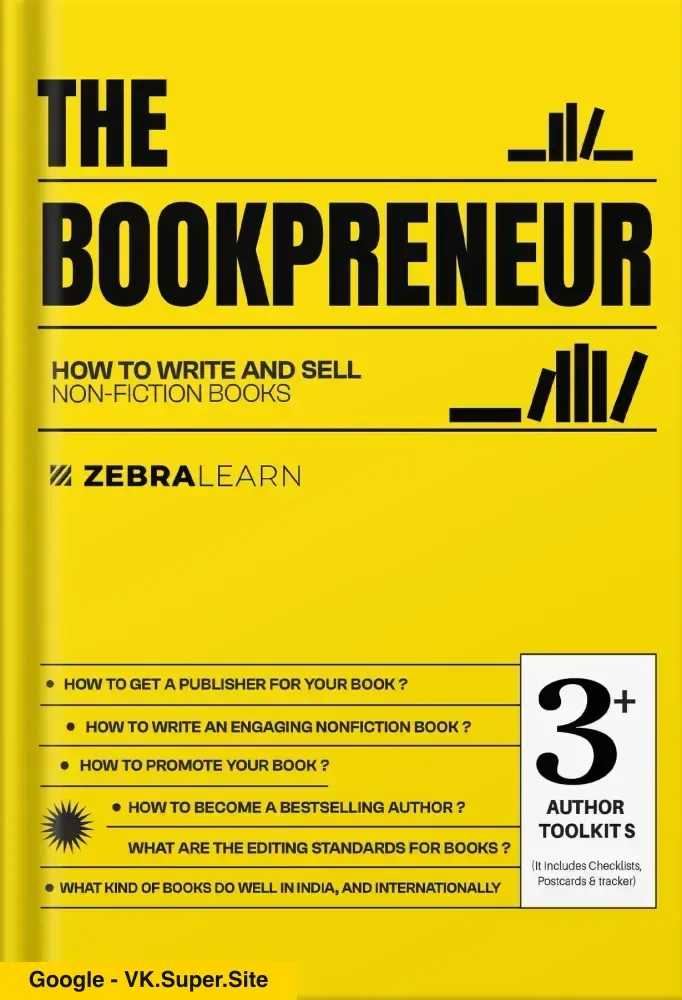 THE
BOOKPRENEUR
HOW TO WRITE AND SELL
NON-FICTION BOOKS
ZEBRALEARN
HOW TO GET A PUBLISHER FOR YOUR BOOK ?
HOW TO WRITE AN ENGAGING NONFICTION BOOK ?
HOW TO PROMOTE YOUR BOOK ?
HOW TO BECOME A BESTSELLING AUTHOR ?
WHAT ARE THE EDITING STANDARDS FOR BOOKS ?
WHAT KIND OF BOOKS DO WELL IN INDIA, AND INTERNATIONALLY
3+
AUTHOR
TOOLKIT S
(It Includes Checklists,
Postcards & tracker)
Google - VK.Super.Site